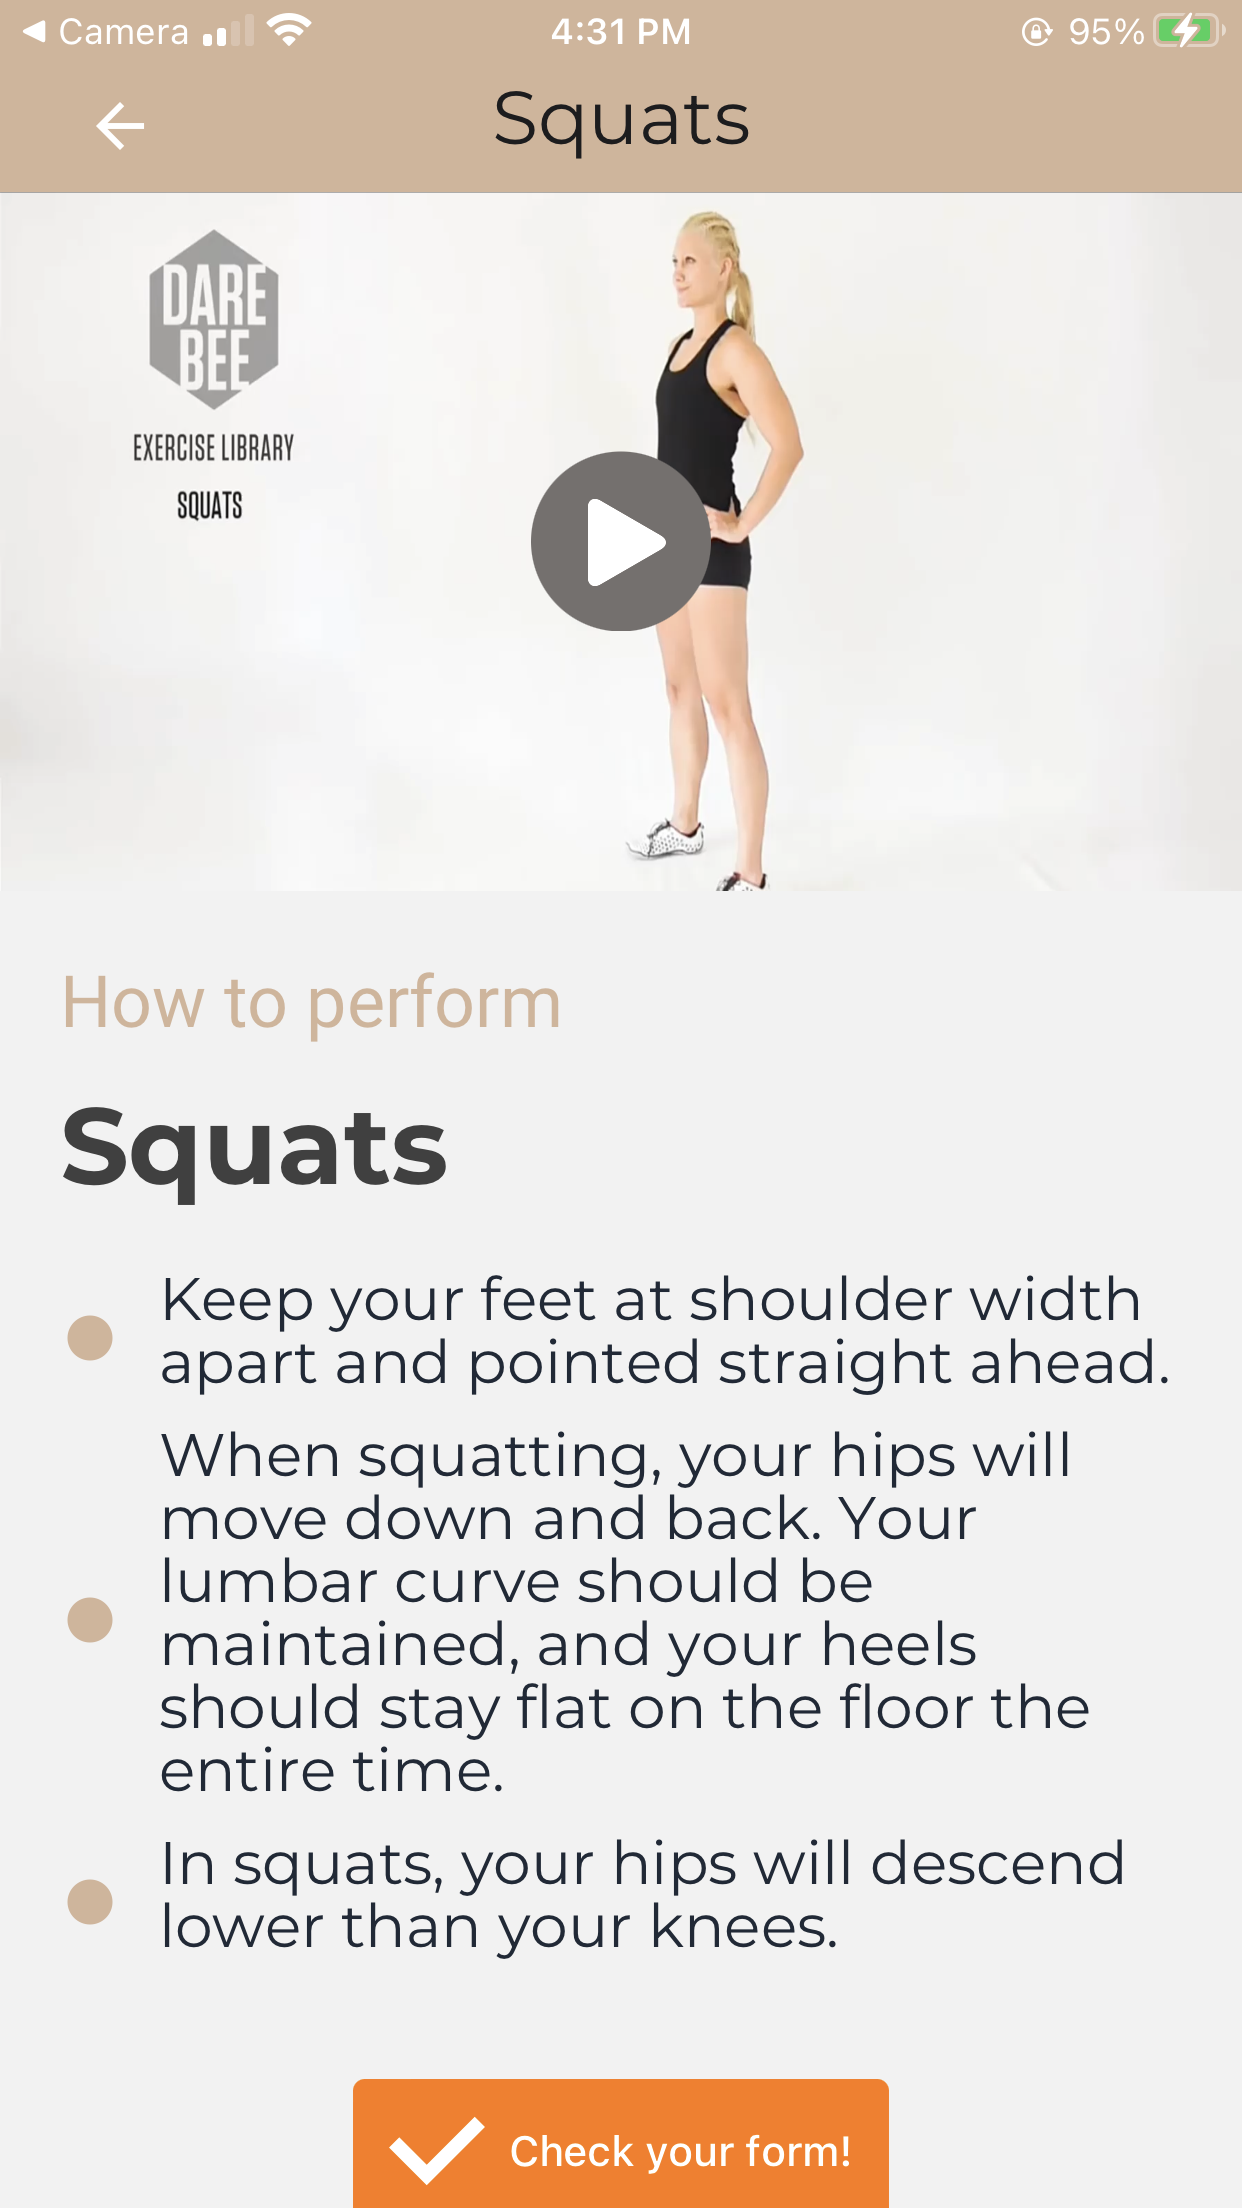 Camera
4:31 PM
95%
Squats
DARE
BEE
EXERCISE LIBRARY
SQUATS
How to perform
Squats
Keep your feet at shoulder width
apart and pointed straight ahead.
When squatting, your hips will
move down and back. Your
lumbar curve should be
maintained, and your heels
should stay flat on the floor the
entire time.
In squats, your hips will descend
lower than your knees.
Check your form!